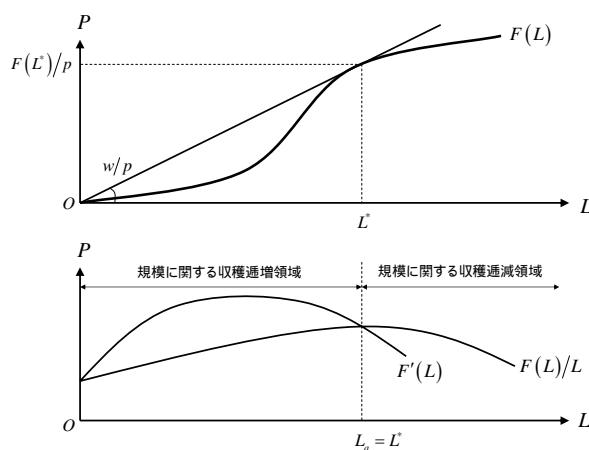 P
F(L)
F(L*)/p
w/p
O
L*
L
P
規模に関する収穫逓増領域
規模に関する収穫逓減領域
F'(L)
F(L)/L
O
L
L_a = L*